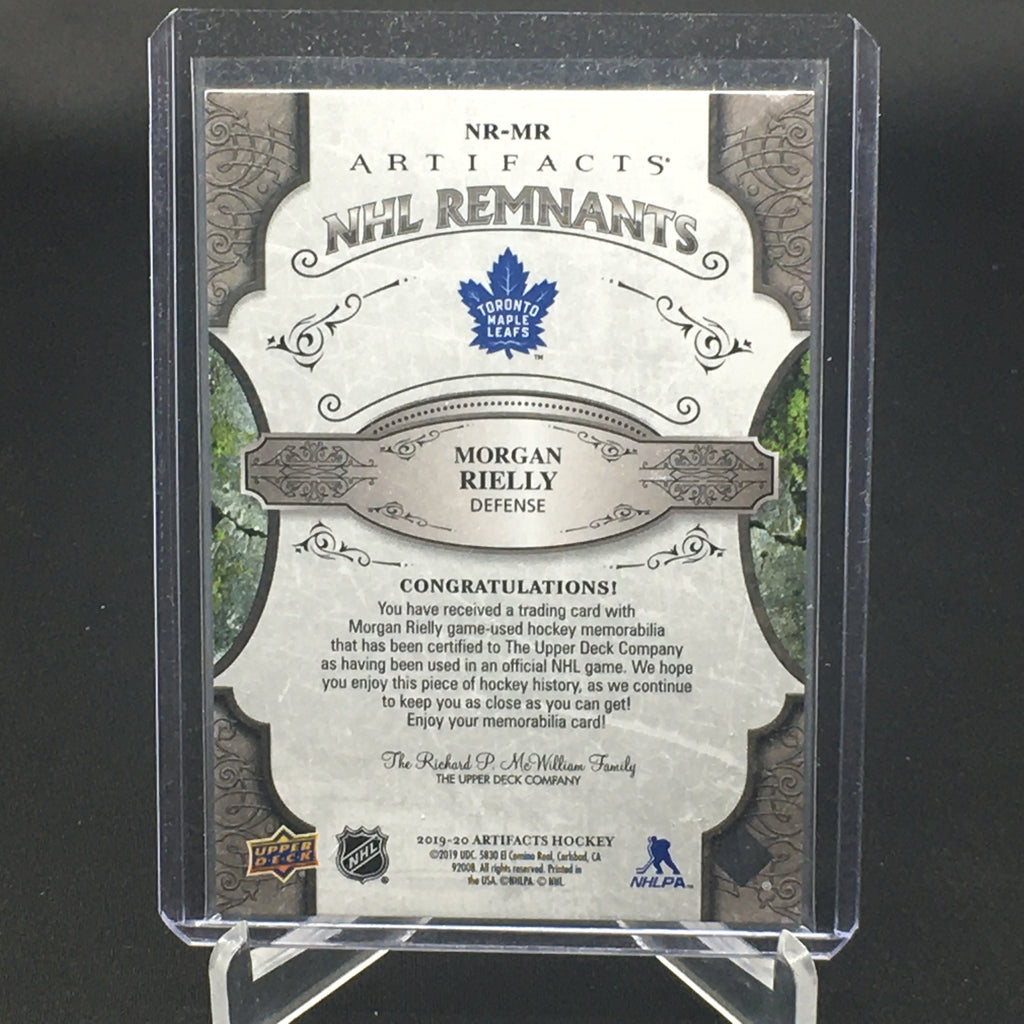 NR-MR
ARTIFACTS
NHL REMNANTS
TORONTO
MAPLE
LEAFS
TM
MORGAN
RIELLY
DEFENSE
CONGRATULATIONS!
You have received a trading card with
Morgan Rielly game-used hockey memorabilia
that has been certified to The Upper Deck Company
as having been used in an official NHL game. We hope
you enjoy this piece of hockey history, as we continue
to keep you as close as you can get!
Enjoy your memorabilia card!
The Richard P. McWilliam Family
THE UPPER DECK COMPANY
UPPER
D·E·C·K
NHL
2019-20 ARTIFACTS HOCKEY
©2019 UDC. 5830 El Camino Real, Carlsbad, CA
92008. All rights reserved. Printed in
the USA. ©NHLPA. © NHL.
NHLPA